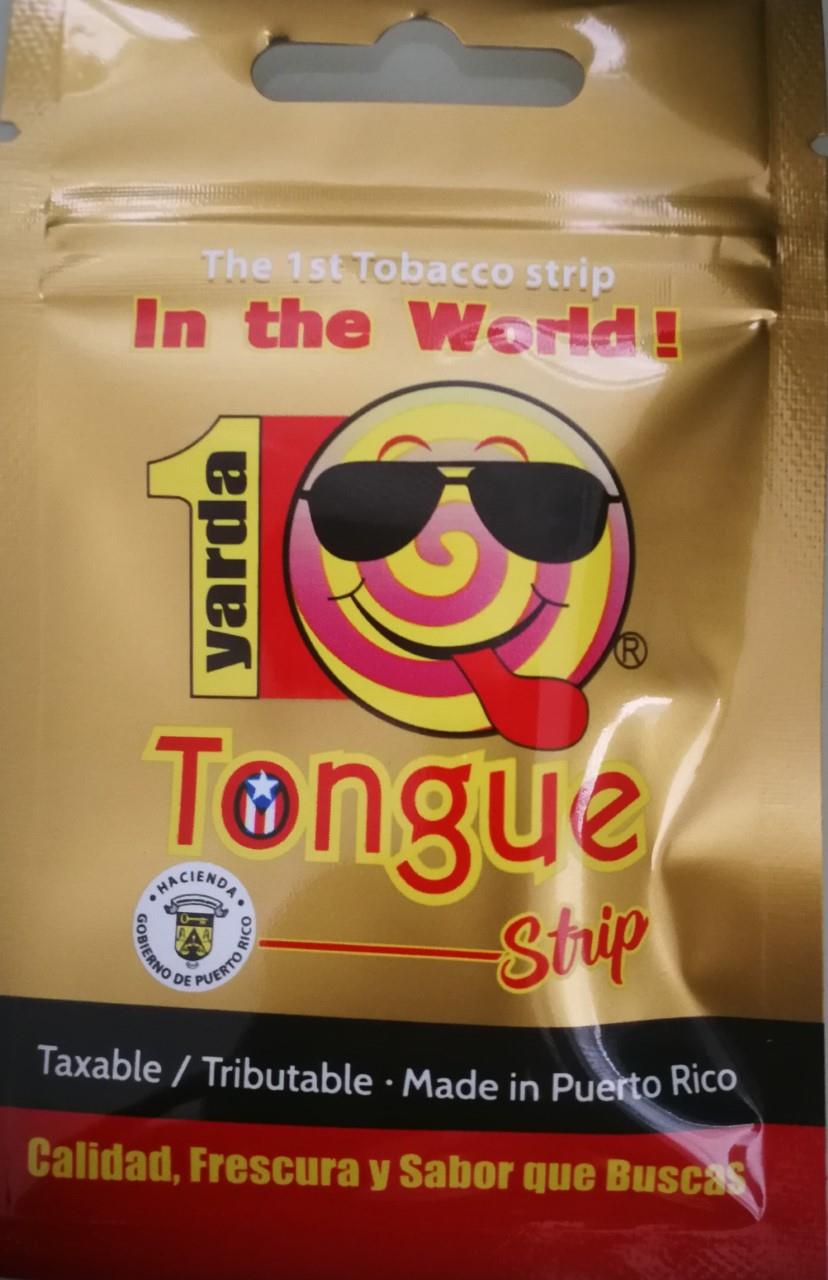 The 1st Tobacco strip
In the World!
1
yarda
®
Tongue
Strip
HACIENDA
GOBIERNO DE PUERTO RICO
Taxable / Tributable · Made in Puerto Rico
Calidad, Frescura y Sabor que Buscas